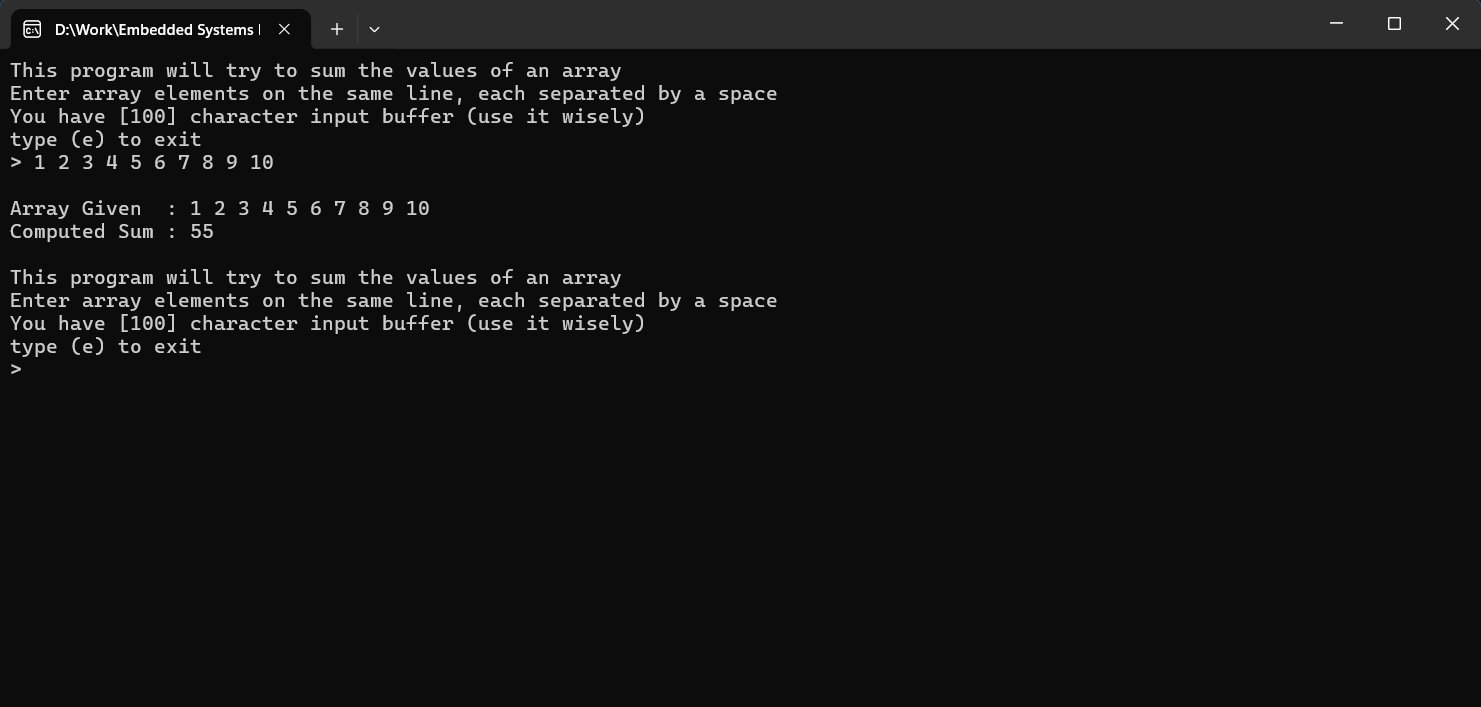 D:\Work\Embedded Systems
This program will try to sum the values of an array
Enter array elements on the same line, each separated by a space
You have [100] character input buffer (use it wisely)
type (e) to exit
> 1 2 3 4 5 6 7 8 9 10
Array Given  : 1 2 3 4 5 6 7 8 9 10
Computed Sum : 55
This program will try to sum the values of an array
Enter array elements on the same line, each separated by a space
You have [100] character input buffer (use it wisely)
type (e) to exit
>